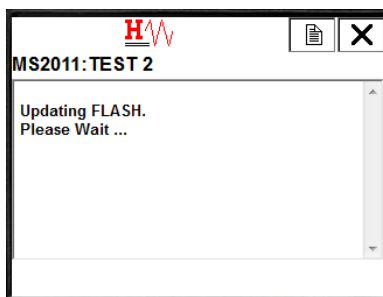 H
MS2011:TEST 2
Updating FLASH.
Please Wait ...